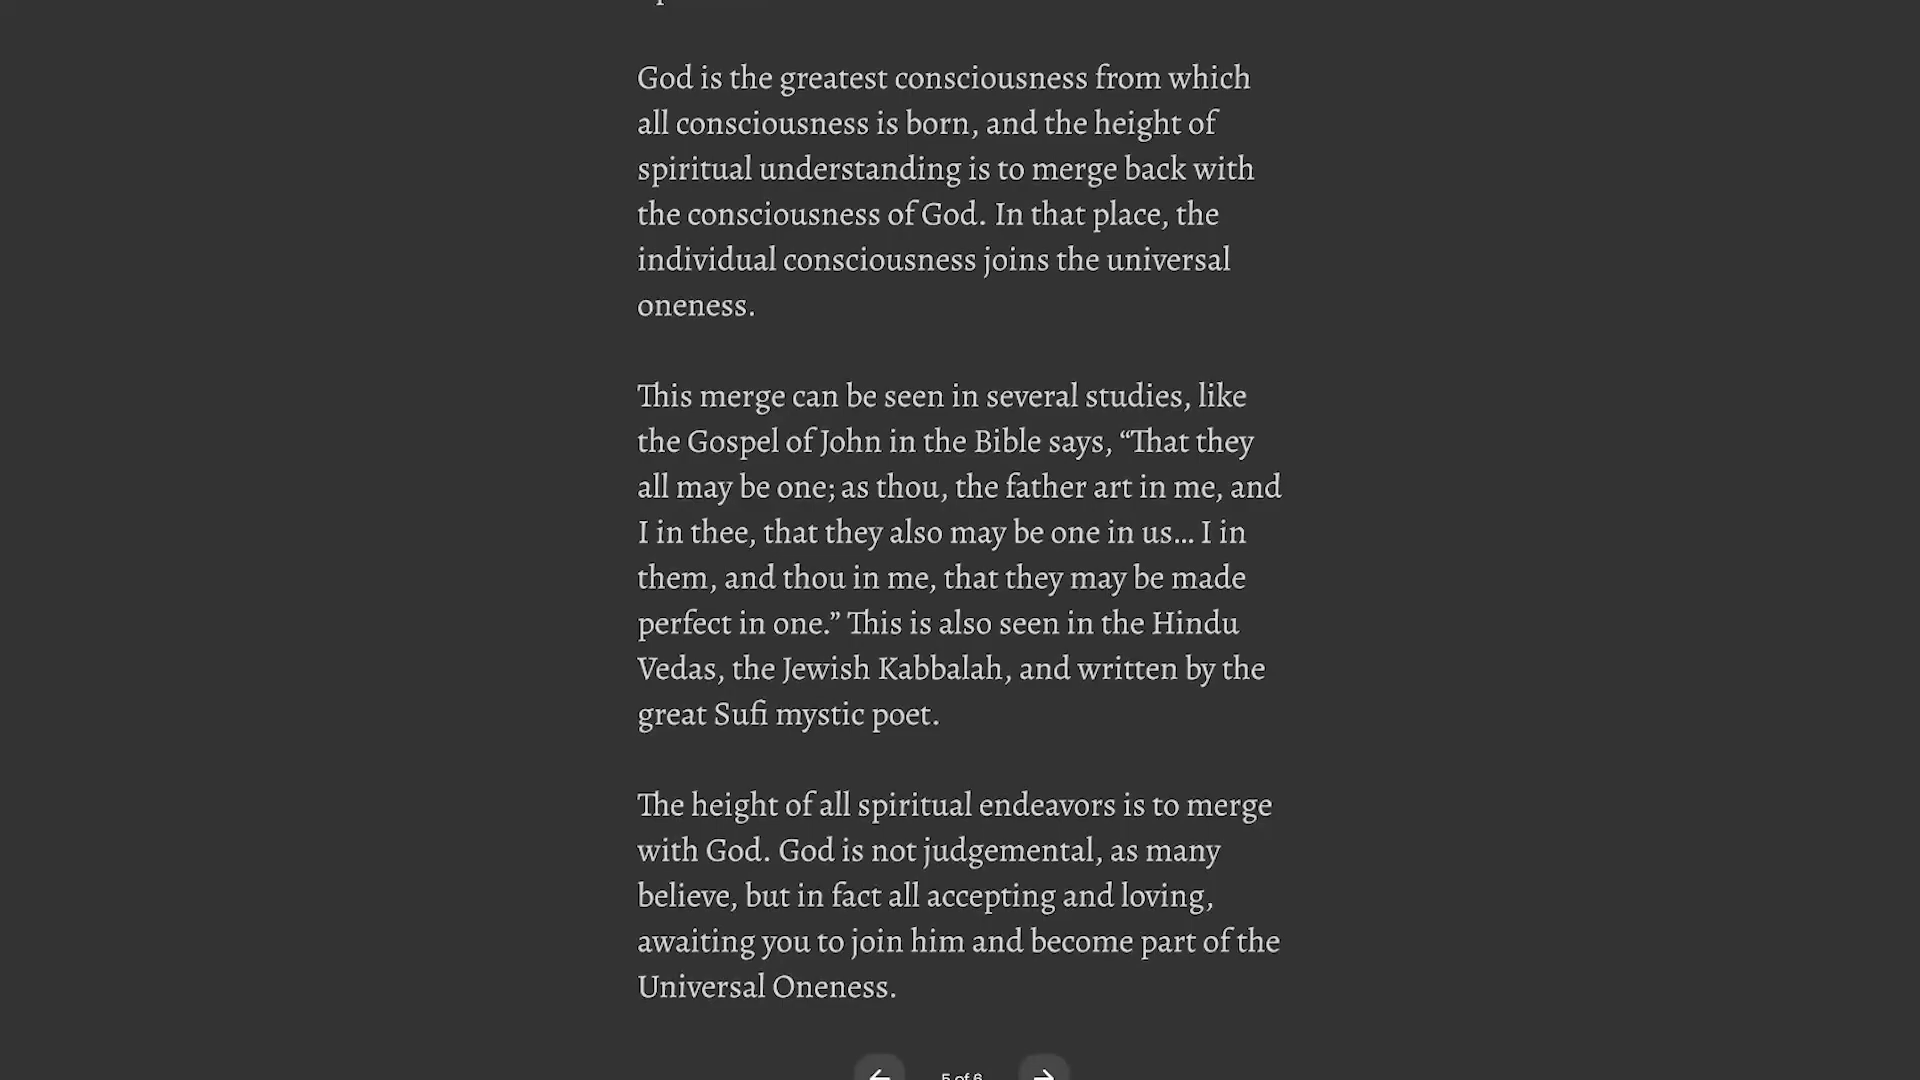 God is the greatest consciousness from which
all consciousness is born, and the height of
spiritual understanding is to merge back with
the consciousness of God. In that place, the
individual consciousness joins the universal
oneness.
This merge can be seen in several studies, like
the Gospel of John in the Bible says, “That they
all may be one; as thou, the father art in me, and
I in thee, that they also may be one in us... I in
them, and thou in me, that they may be made
perfect in one.” This is also seen in the Hindu
Vedas, the Jewish Kabbalah, and written by the
great Sufi mystic poet.
The height of all spiritual endeavors is to merge
with God. God is not judgemental, as many
believe, but in fact all accepting and loving,
awaiting you to join him and become part of the
Universal Oneness.
5 of 6